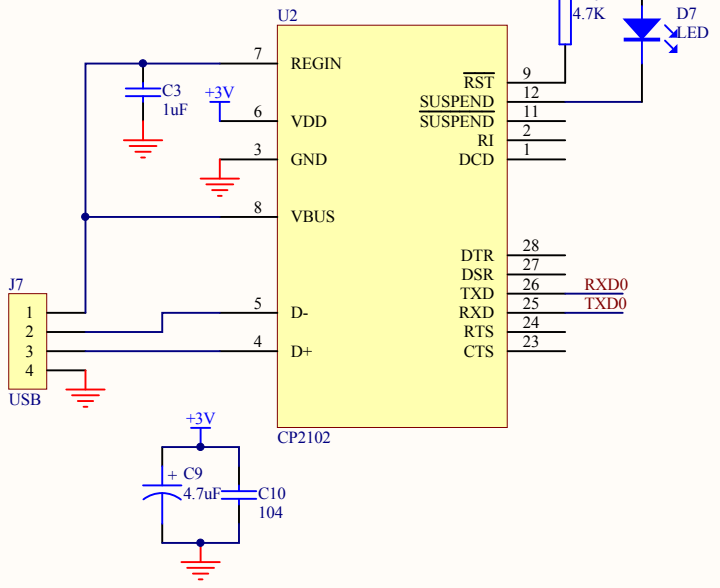 4.7K
D7
LED
U2
7
REGIN
C3
1uF
+3V
6
VDD
3
GND
8
VBUS
5
D-
4
D+
RST
9
SUSPEND
12
SUSPEND
11
RI
2
DCD
1
DTR
28
DSR
27
TXD
26
RXD0
RXD
25
TXD0
RTS
24
CTS
23
CP2102
J7
1
2
3
4
USB
+3V
+ C9
4.7uF
C10
104